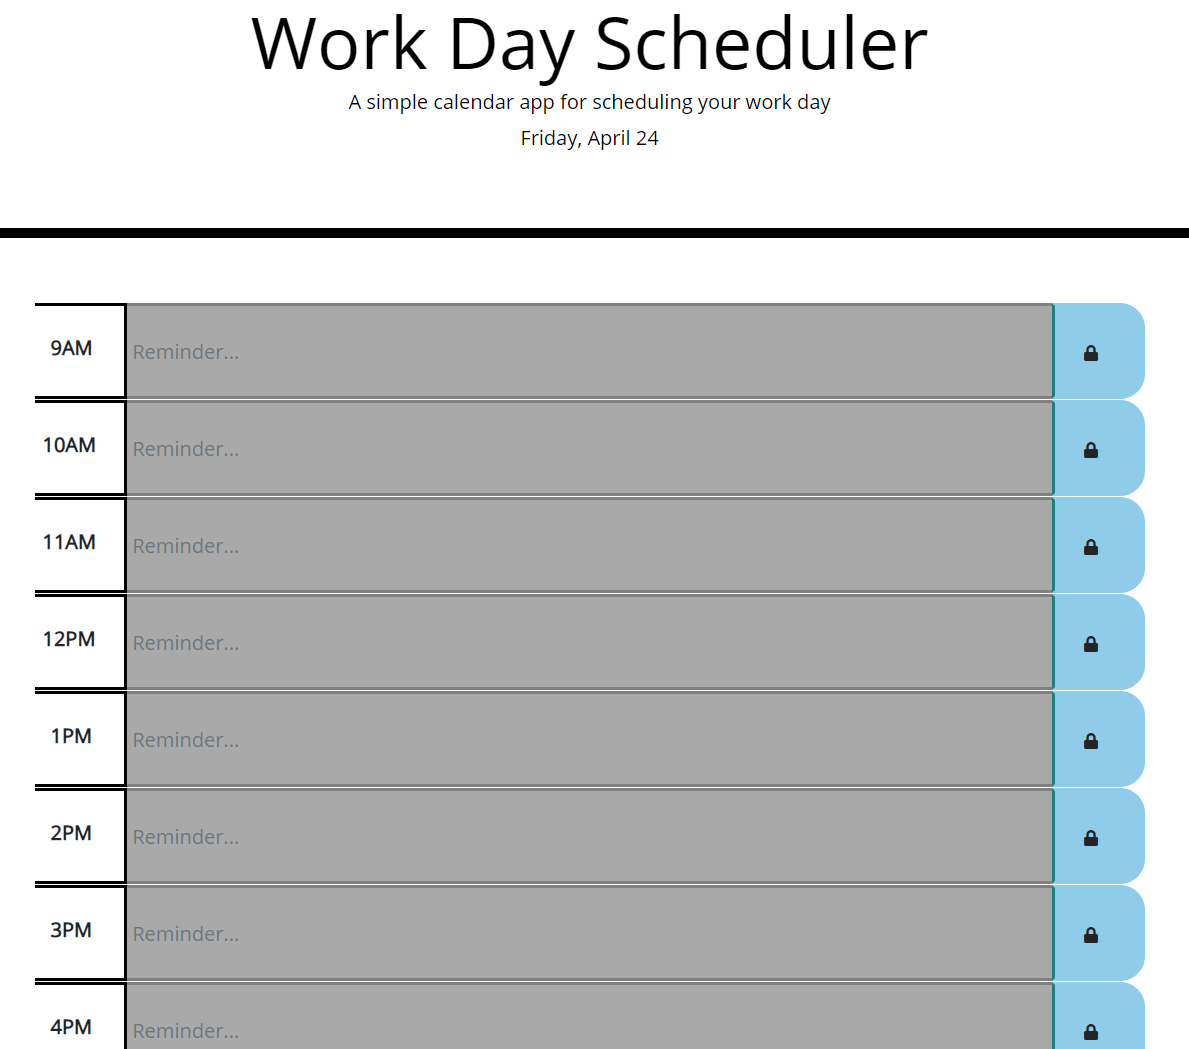 Work Day Scheduler
A simple calendar app for scheduling your work day
Friday, April 24
9AM
Reminder...
10AM
Reminder...
11AM
Reminder...
12PM
Reminder...
1PM
Reminder...
2PM
Reminder...
3PM
Reminder...
4PM
Reminder...